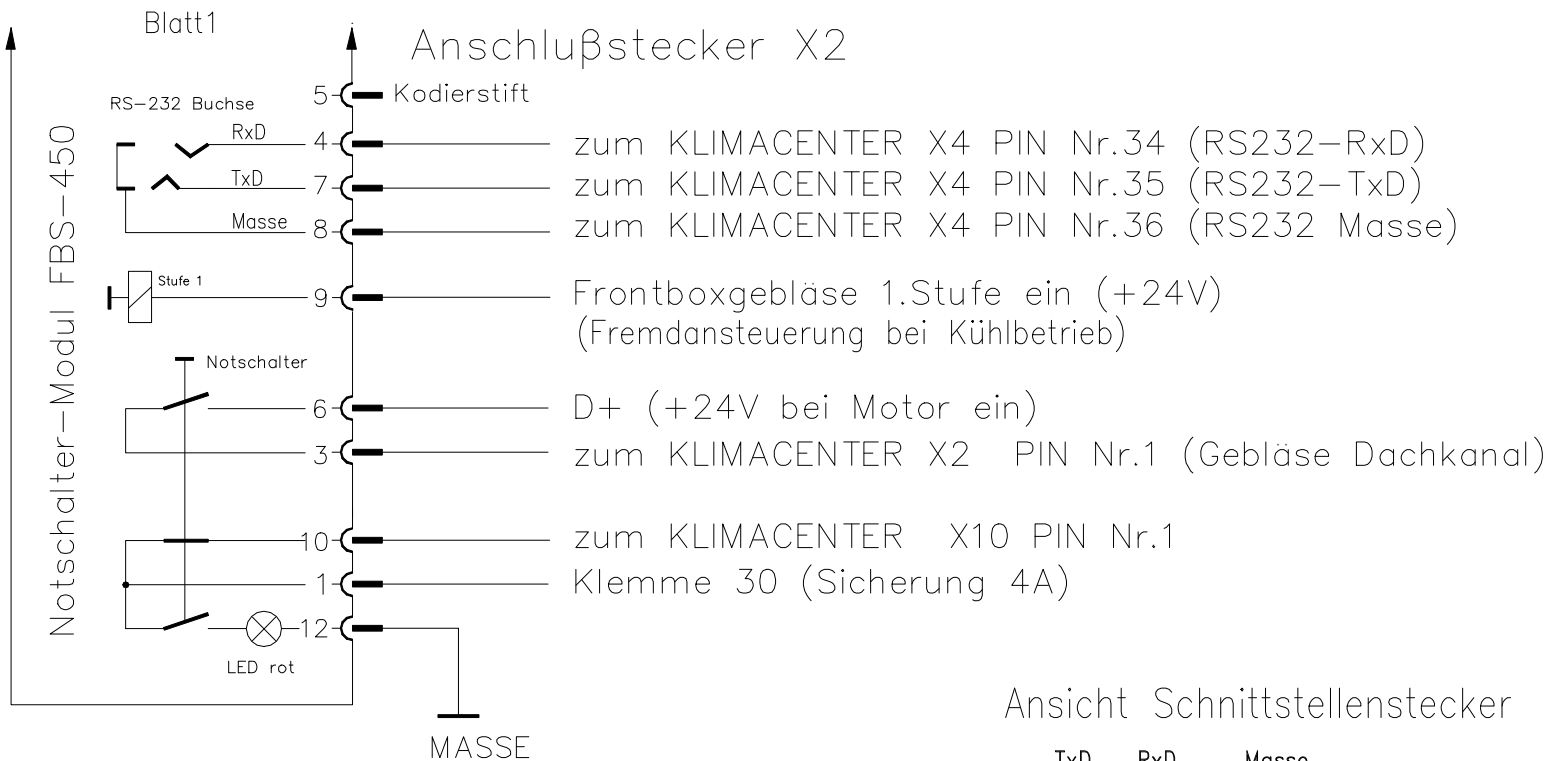 Blatt1
Anschlußstecker X2
5 Kodierstift
RS-232 Buchse
RxD 4 zum KLIMACENTER X4 PIN Nr.34 (RS232-RxD)
TxD 7 zum KLIMACENTER X4 PIN Nr.35 (RS232-TxD)
Masse 8 zum KLIMACENTER X4 PIN Nr.36 (RS232 Masse)
Stufe 1 9 Frontboxgebläse 1.Stufe ein (+24V)
(Fremdansteuerung bei Kühlbetrieb)
Notschalter
6 D+ (+24V bei Motor ein)
3 zum KLIMACENTER X2 PIN Nr.1 (Gebläse Dachkanal)
10 zum KLIMACENTER X10 PIN Nr.1
1 Klemme 30 (Sicherung 4A)
12
LED rot
MASSE
Notschalter-Modul FBS-450
Ansicht Schnittstellenstecker
TxD RxD Masse